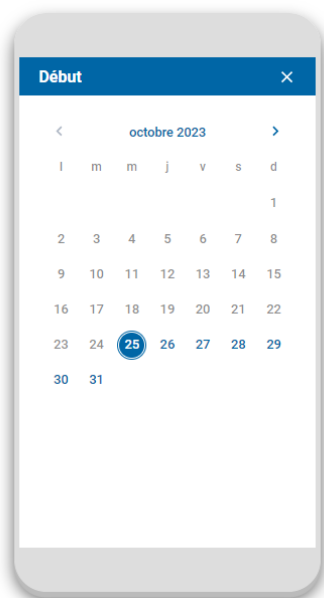 Début ×
< octobre 2023 >
l m m j v s d
1
2 3 4 5 6 7 8
9 10 11 12 13 14 15
16 17 18 19 20 21 22
23 24 25 26 27 28 29
30 31